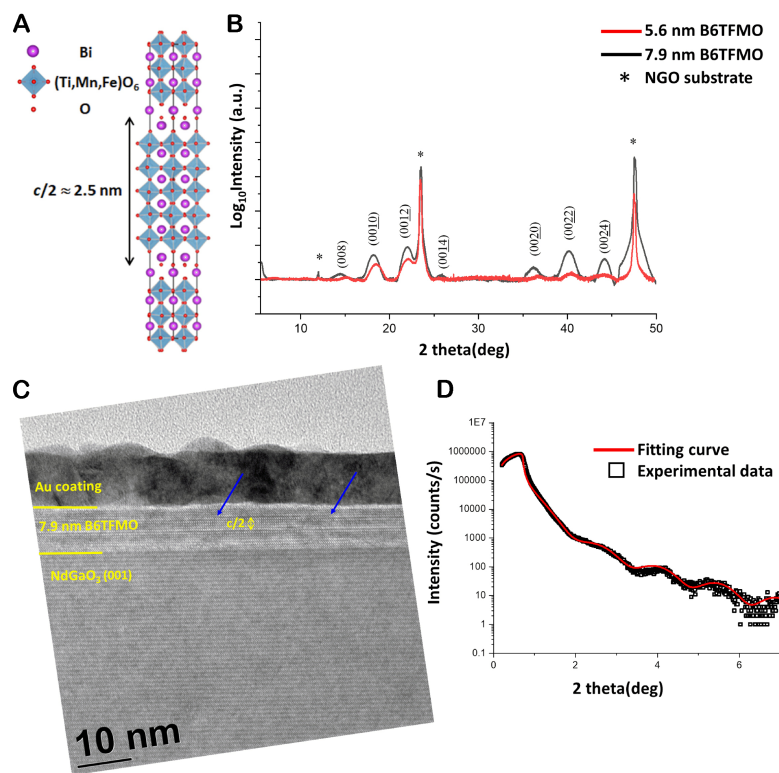 A
Bi
(Ti,Mn,Fe)O₆
O
c/2 ≈ 2.5 nm
B
5.6 nm B6TFMO
7.9 nm B6TFMO
* NGO substrate
Log₁₀Intensity (a.u.)
*
(008)
(0010)
(0012)
*
(0014)
(0020)
(0022)
(0024)
*
10
20
30
40
50
2 theta(deg)
C
Au coating
7.9 nm B6TFMO
c/2
NdGaO₃ (001)
10 nm
D
Fitting curve
Experimental data
Intensity (counts/s)
1E7
1000000
100000
10000
1000
100
10
1
0.1
0
2
4
6
2 theta(deg)